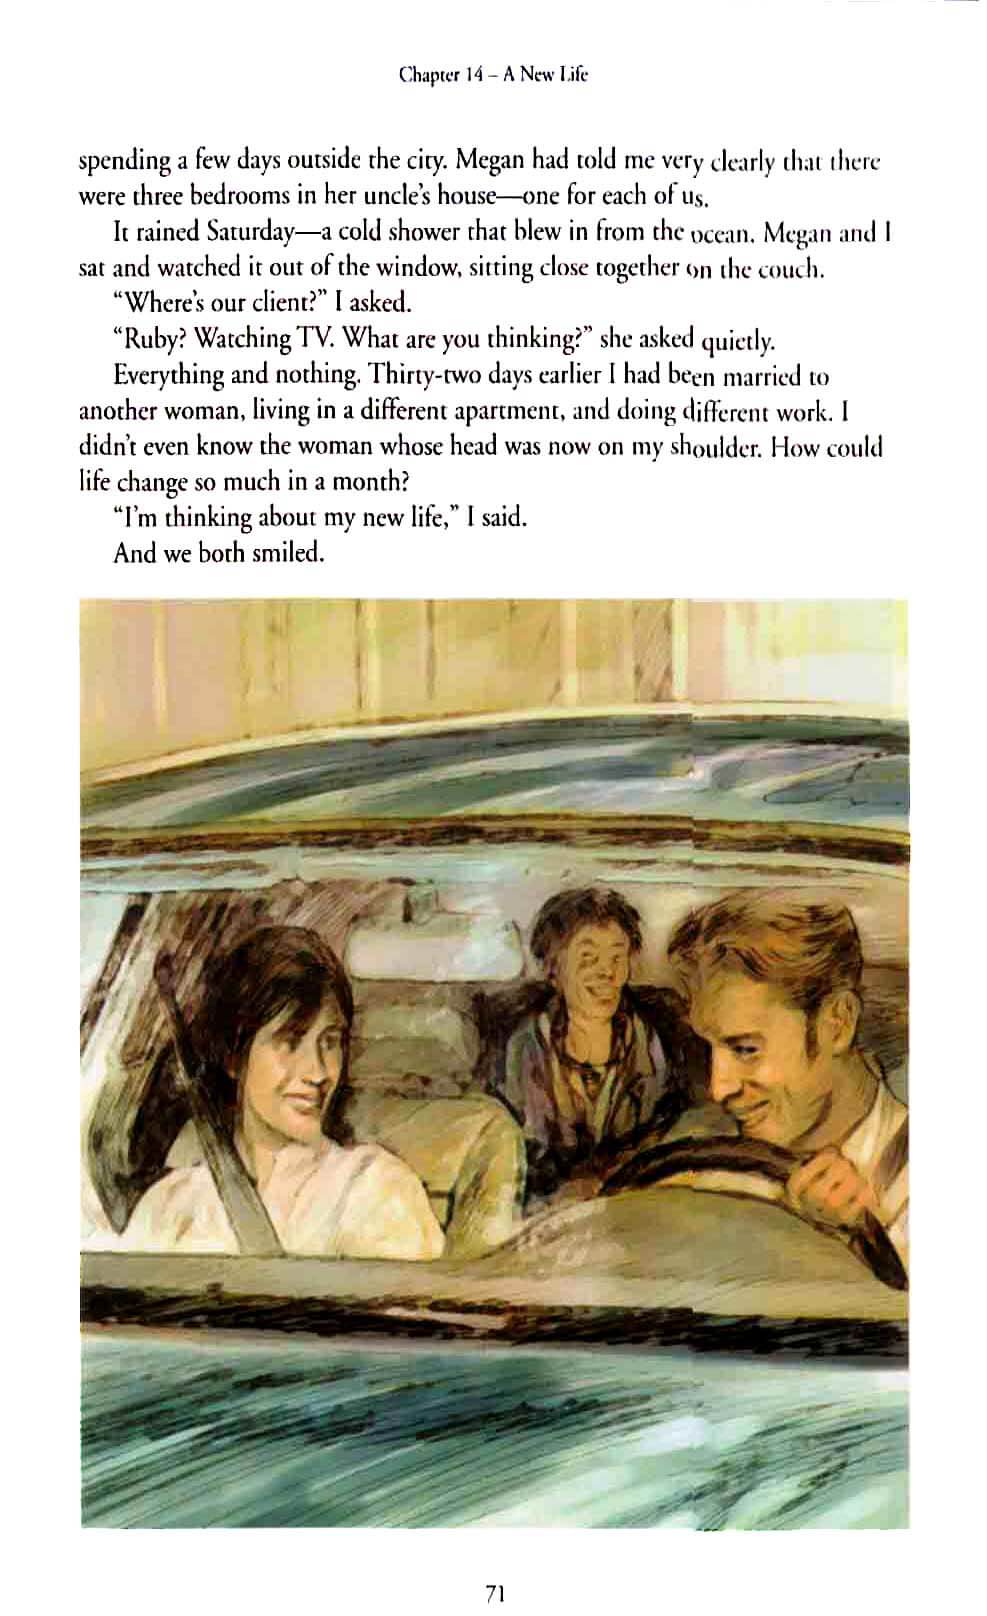 Chapter 14 – A New Life
spending a few days outside the city. Megan had told me very clearly that there
were three bedrooms in her uncle's house—one for each of us.
It rained Saturday—a cold shower that blew in from the ocean. Megan and I
sat and watched it out of the window, sitting close together on the couch.
“Where's our client?” I asked.
“Ruby? Watching TV. What are you thinking?” she asked quietly.
Everything and nothing. Thirty-two days earlier I had been married to
another woman, living in a different apartment, and doing different work. I
didn't even know the woman whose head was now on my shoulder. How could
life change so much in a month?
“I'm thinking about my new life,” I said.
And we both smiled.
71